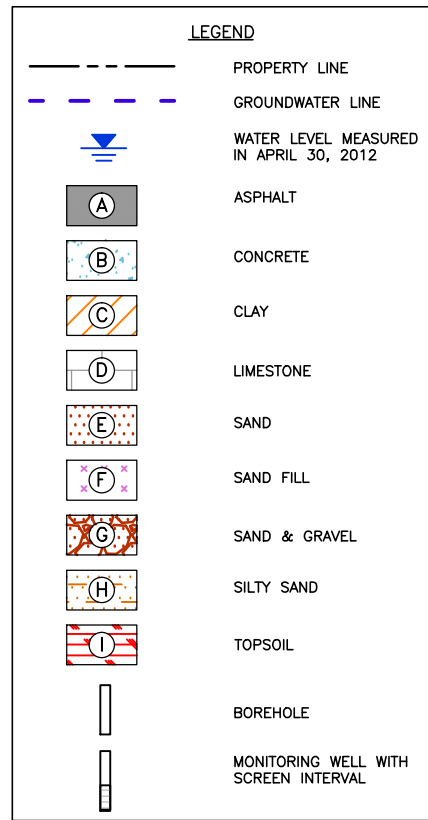 LEGEND
PROPERTY LINE
GROUNDWATER LINE
WATER LEVEL MEASURED
IN APRIL 30, 2012
A ASPHALT
B CONCRETE
C CLAY
D LIMESTONE
E SAND
F SAND FILL
G SAND & GRAVEL
H SILTY SAND
I TOPSOIL
BOREHOLE
MONITORING WELL WITH
SCREEN INTERVAL